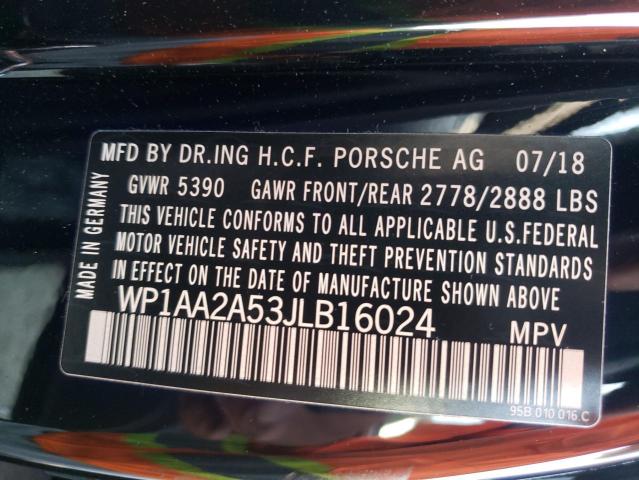 MFD BY DR.ING H.C.F. PORSCHE AG 07/18
GVWR 5390 GAWR FRONT/REAR 2778/2888 LBS
THIS VEHICLE CONFORMS TO ALL APPLICABLE U.S.FEDERAL
MOTOR VEHICLE SAFETY AND THEFT PREVENTION STANDARDS
IN EFFECT ON THE DATE OF MANUFACTURE SHOWN ABOVE
WP1AA2A53JLB16024 MPV
95B 010 016 C
MADE IN GERMANY